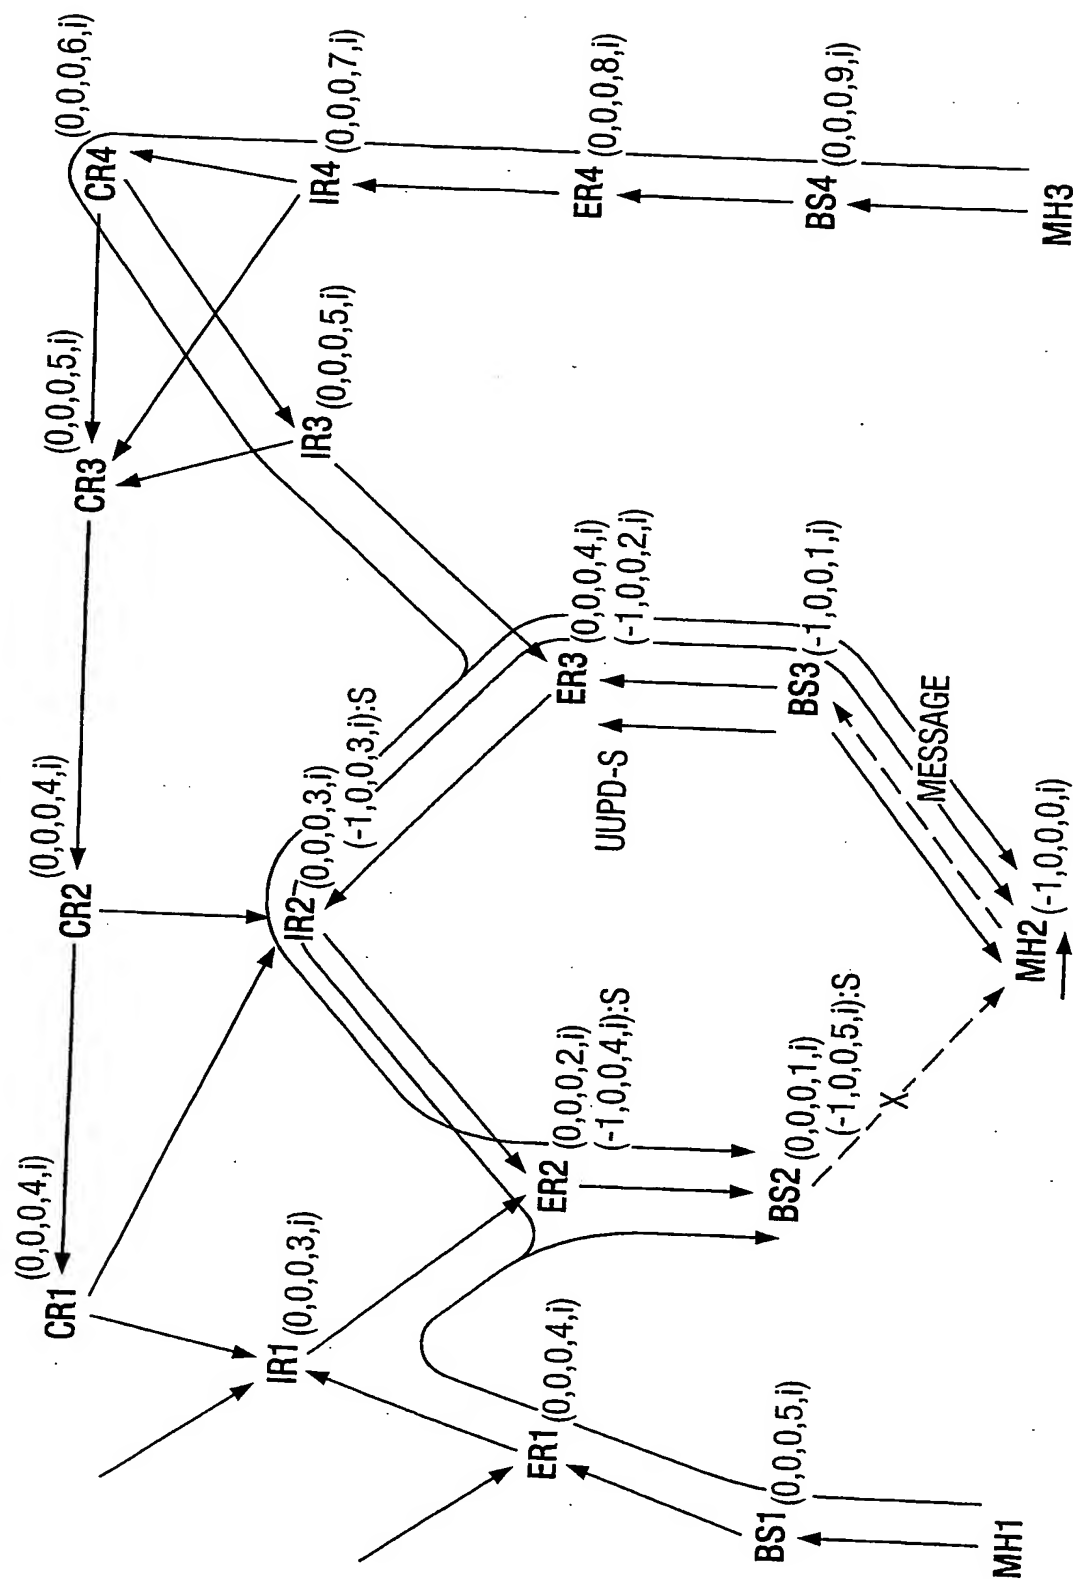 CR1
(0,0,0,4,i)
CR2
(0,0,0,4,i)
CR3
(0,0,0,5,i)
CR4
(0,0,0,6,i)
IR1
(0,0,0,3,i)
IR2
(0,0,0,3,i)
(-1,0,0,3,i):S
IR3
(0,0,0,5,i)
IR4
(0,0,0,7,i)
ER1
(0,0,0,4,i)
ER2
(0,0,0,2,i)
(-1,0,0,4,i):S
UUPD-S
ER3
(0,0,0,4,i)
(-1,0,0,2,i)
ER4
(0,0,0,8,i)
BS1
(0,0,0,5,i)
BS2
(0,0,0,1,i)
(-1,0,0,5,i):S
X
BS3
(-1,0,0,1,i)
BS4
(0,0,0,9,i)
MESSAGE
MH1
MH2
(-1,0,0,0,i)
MH3